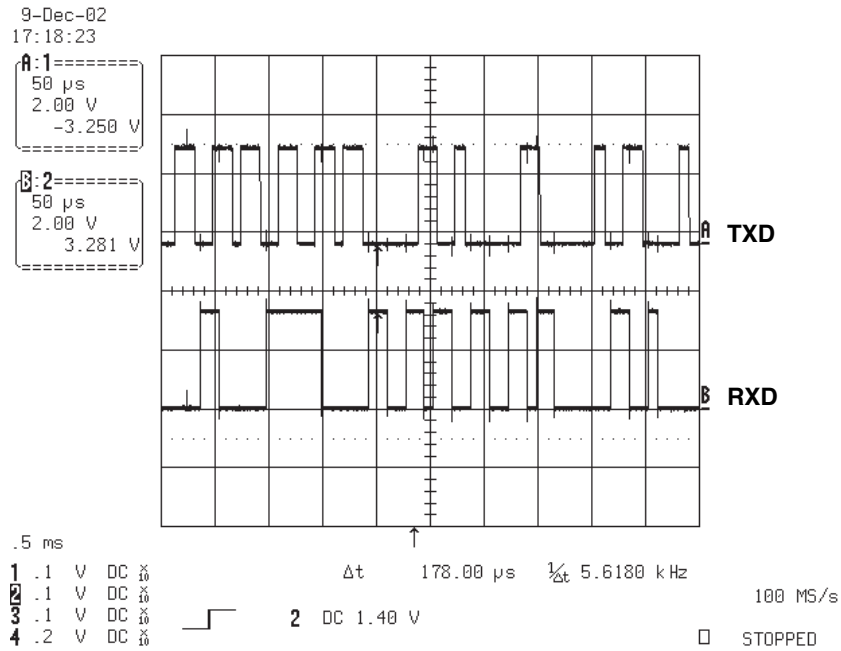 9-Dec-02
17:18:23
A:1
50 µs
2.00 V
-3.250 V
B:2
50 µs
2.00 V
3.281 V
A TXD
B RXD
.5 ms
Δt 178.00 µs 1/Δt 5.6180 kHz
1 .1 V DC X10
2 .1 V DC X10
3 .1 V DC X10
4 .2 V DC X10
2 DC 1.40 V
100 MS/s
STOPPED